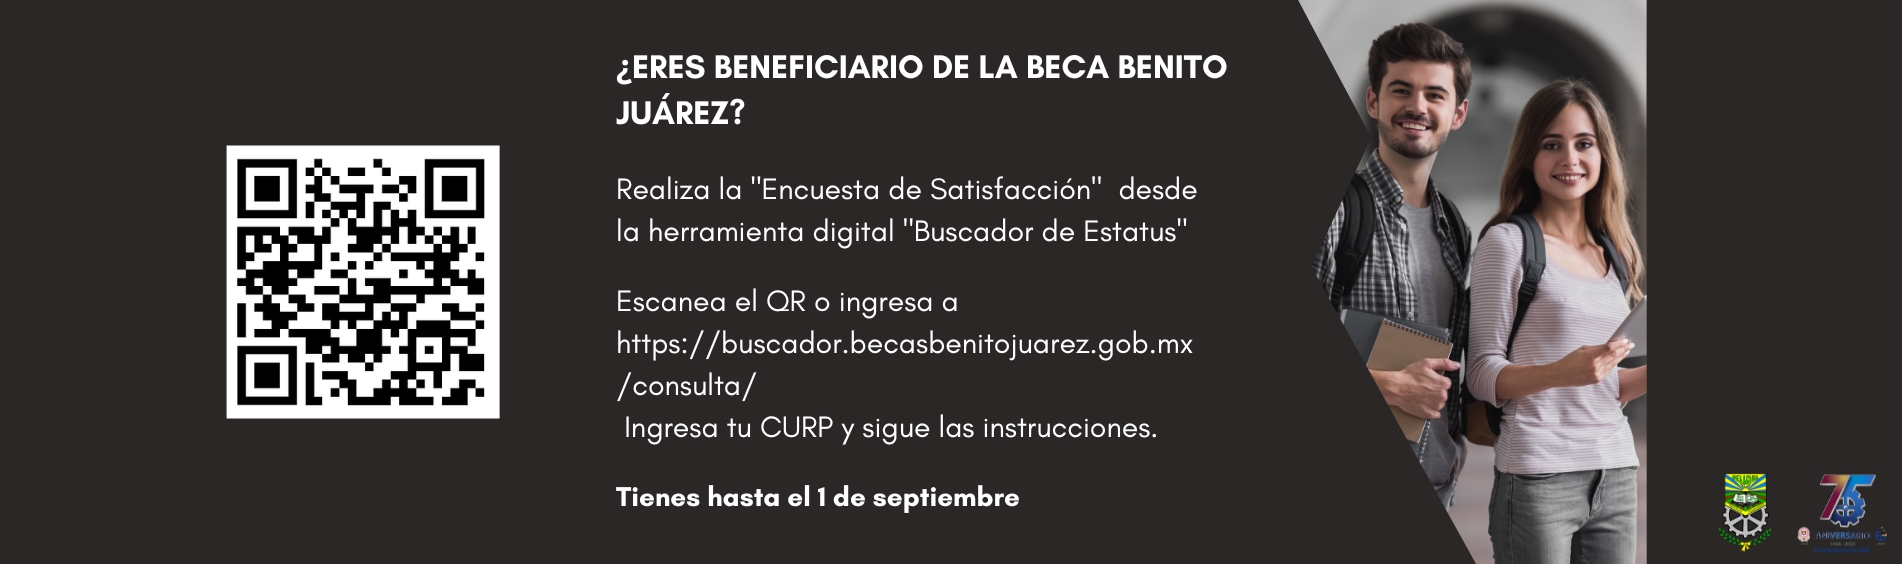 ¿ERES BENEFICIARIO DE LA BECA BENITO
JUÁREZ?
Realiza la "Encuesta de Satisfacción" desde
la herramienta digital "Buscador de Estatus"
Escanea el QR o ingresa a
https://buscador.becasbenitojuarez.gob.mx
/consulta/
Ingresa tu CURP y sigue las instrucciones.
Tienes hasta el 1 de septiembre
75
ANIVERSARIO